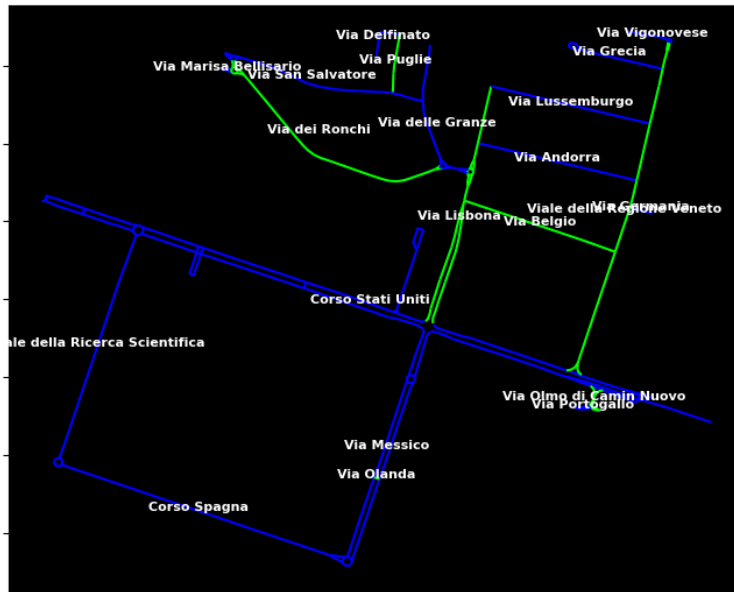 Via Vigonovese
Via Delfinato
Via Grecia
Via Puglie
Via Marisa Bellisario
Via San Salvatore
Via Lussemburgo
Via delle Granze
Via dei Ronchi
Via Andorra
Via Germania
Viale della Regione Veneto
Via Lisbona
Via Belgio
Corso Stati Uniti
ale della Ricerca Scientifica
Via Olmo di Camin Nuovo
Via Portogallo
Via Messico
Via Olanda
Corso Spagna